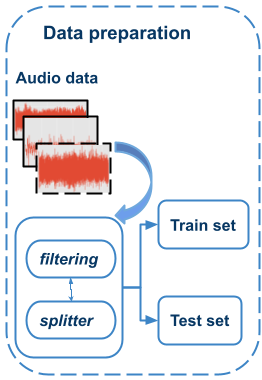 Data preparation
Audio data
Train set
filtering
splitter
Test set